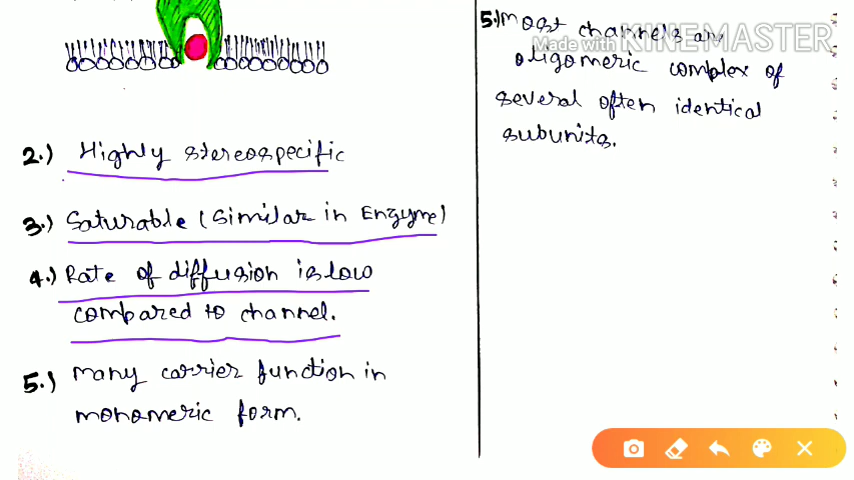 2.) Highly stereospecific
3.) Saturable (Similar in Enzyme)
4.) Rate of diffusion is low
compared to channel.
5.) Many carrier function in
monomeric form.
5.) Most channels are
Made with KINEMASTER
oligomeric complex of
several often identical
subunits.